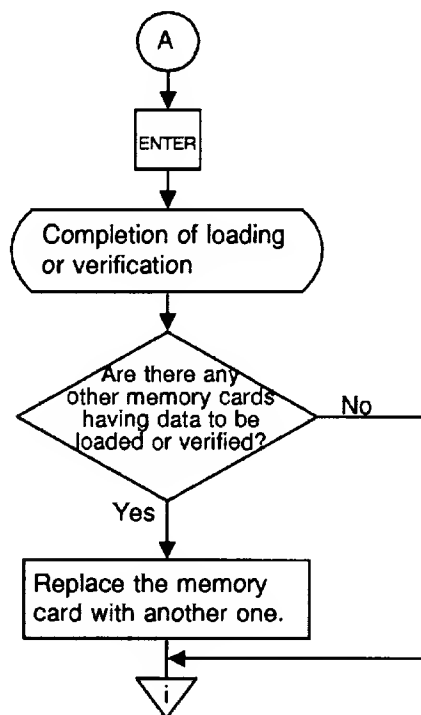 A
ENTER
Completion of loading
or verification
Are there any
other memory cards
having data to be
loaded or verified?
No
Yes
Replace the memory
card with another one.
i